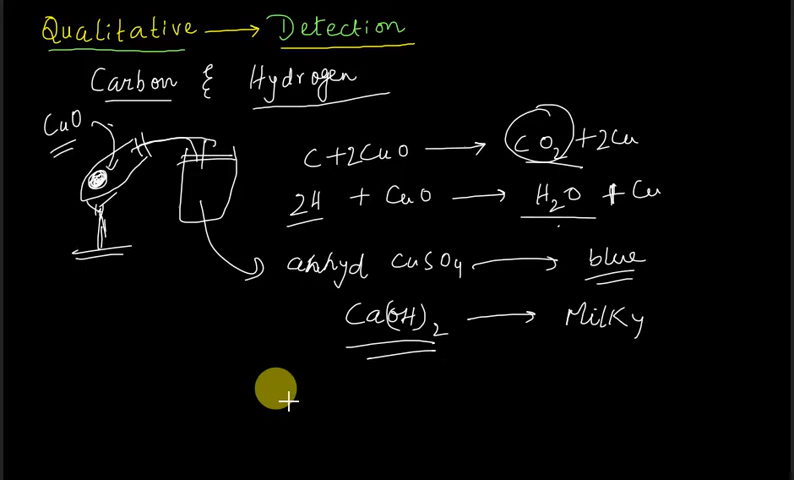 Qualitative → Detection
Carbon & Hydrogen
CuO
C + 2CuO → CO₂ + 2Cu
2H + CuO → H₂O + Cu
anhyd CuSO₄ → blue
Ca(OH)₂ → Milky